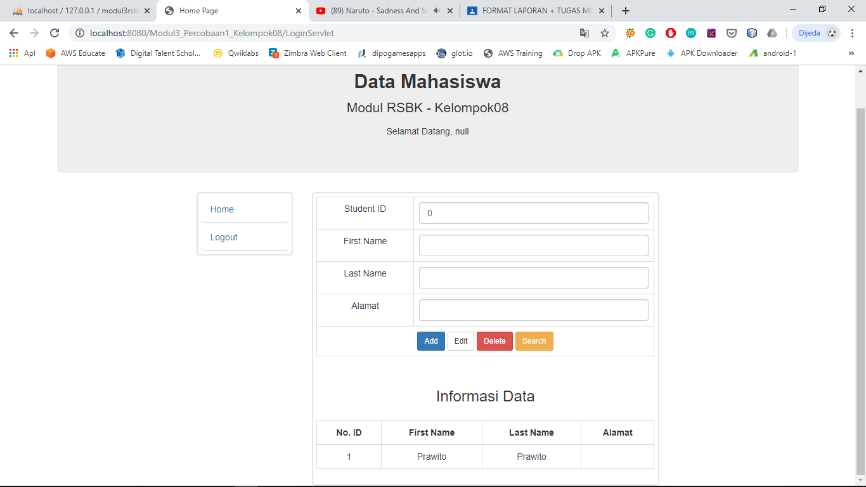 localhost / 127.0.0.1 / modul3rsb
Home Page
(89) Naruto - Sadness And S
FORMAT LAPORAN + TUGAS MO
localhost:8080/Modul3_Percobaan1_Kelompok08/LoginServlet
Dijeda
Apl
AWS Educate
Digital Talent Schol...
Qwiklabs
Zimbra Web Client
dipogamesapps
glot.io
AWS Training
Drop APK
APKPure
APK Downloader
android-1
»
Data Mahasiswa
Modul RSBK - Kelompok08
Selamat Datang, null
Home
Logout
Student ID 0
First Name
Last Name
Alamat
Add Edit Delete Search
Informasi Data
No. ID First Name Last Name Alamat
1 Prawito Prawito